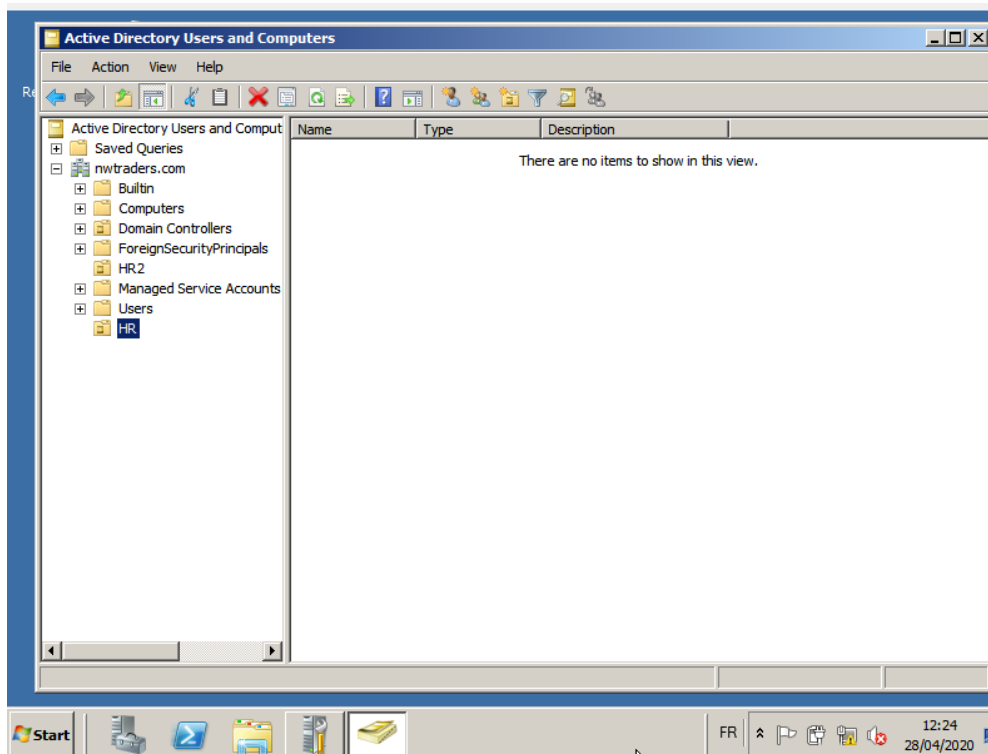 Active Directory Users and Computers
File Action View Help
Re
Active Directory Users and Comput
Name Type Description
Saved Queries
There are no items to show in this view.
nwtraders.com
Builtin
Computers
Domain Controllers
ForeignSecurityPrincipals
HR2
Managed Service Accounts
Users
HR
Start
FR
12:24
28/04/2020